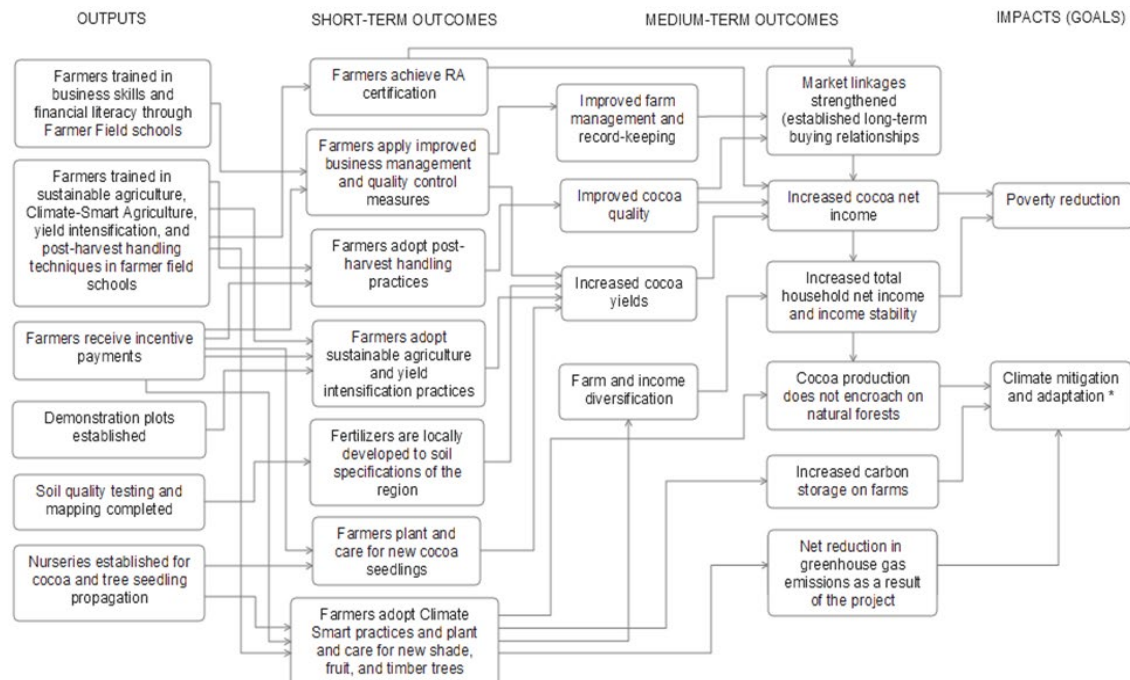 OUTPUTS
SHORT-TERM OUTCOMES
MEDIUM-TERM OUTCOMES
IMPACTS (GOALS)
Farmers trained in
business skills and
financial literacy through
Farmer Field schools
Farmers trained in
sustainable agriculture,
Climate-Smart Agriculture,
yield intensification, and
post-harvest handling
techniques in farmer field
schools
Farmers receive incentive
payments
Demonstration plots
established
Soil quality testing and
mapping completed
Nurseries established for
cocoa and tree seedling
propagation
Farmers achieve RA
certification
Farmers apply improved
business management
and quality control
measures
Farmers adopt post-
harvest handling
practices
Farmers adopt
sustainable agriculture
and yield
intensification practices
Fertilizers are locally
developed to soil
specifications of the
region
Farmers plant and
care for new cocoa
seedlings
Farmers adopt Climate
Smart practices and plant
and care for new shade,
fruit, and timber trees
Improved farm
management and
record-keeping
Improved cocoa
quality
Increased cocoa
yields
Farm and income
diversification
Market linkages
strengthened
(established long-term
buying relationships
Increased cocoa net
income
Increased total
household net income
and income stability
Cocoa production
does not encroach on
natural forests
Increased carbon
storage on farms
Net reduction in
greenhouse gas
emissions as a result
of the project
Poverty reduction
Climate mitigation
and adaptation *